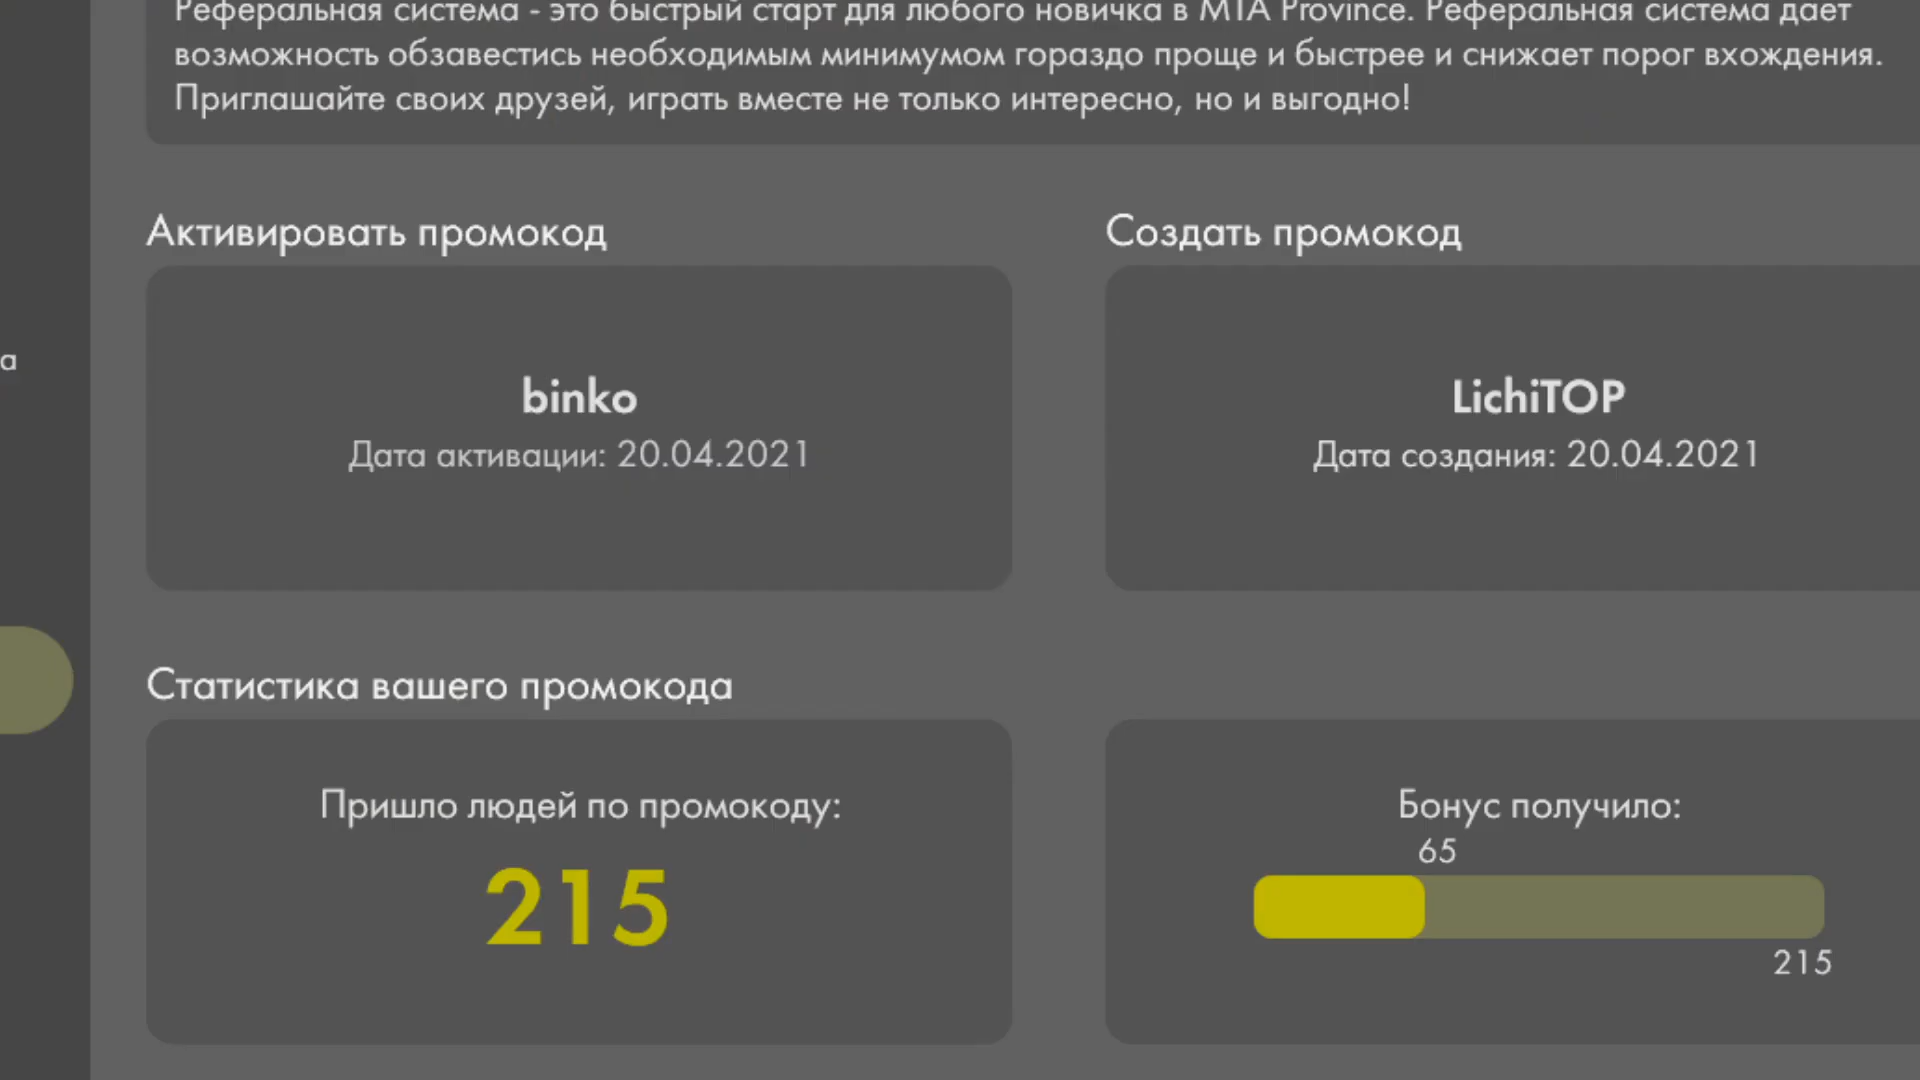 Реферальная система - это быстрый старт для любого новичка в MTA Province. Реферальная система дает
возможность обзавестись необходимым минимумом гораздо проще и быстрее и снижает порог вхождения.
Приглашайте своих друзей, играть вместе не только интересно, но и выгодно!
Активировать промокод
Создать промокод
а
binko
Дата активации: 20.04.2021
LichiTOP
Дата создания: 20.04.2021
Статистика вашего промокода
Пришло людей по промокоду:
215
Бонус получило:
65
215